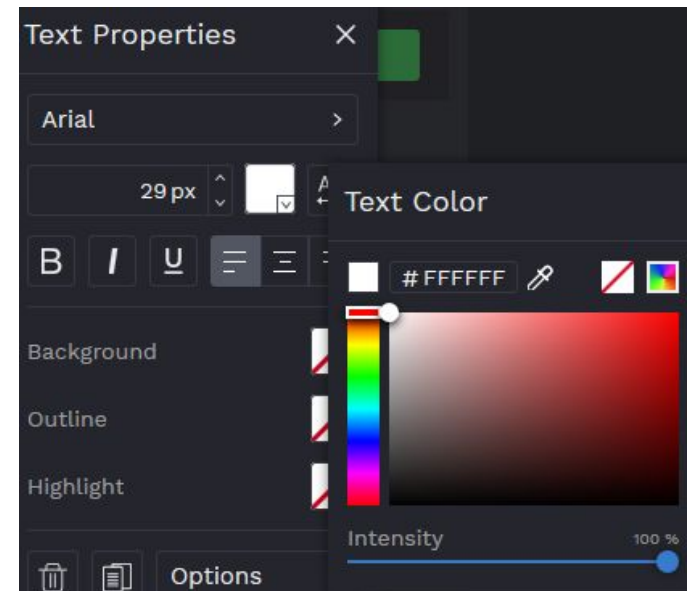 Text Properties
Arial
29 px
A
B I U
Background
Outline
Highlight
Options
Text Color
# FFFFFF
Intensity 100 %